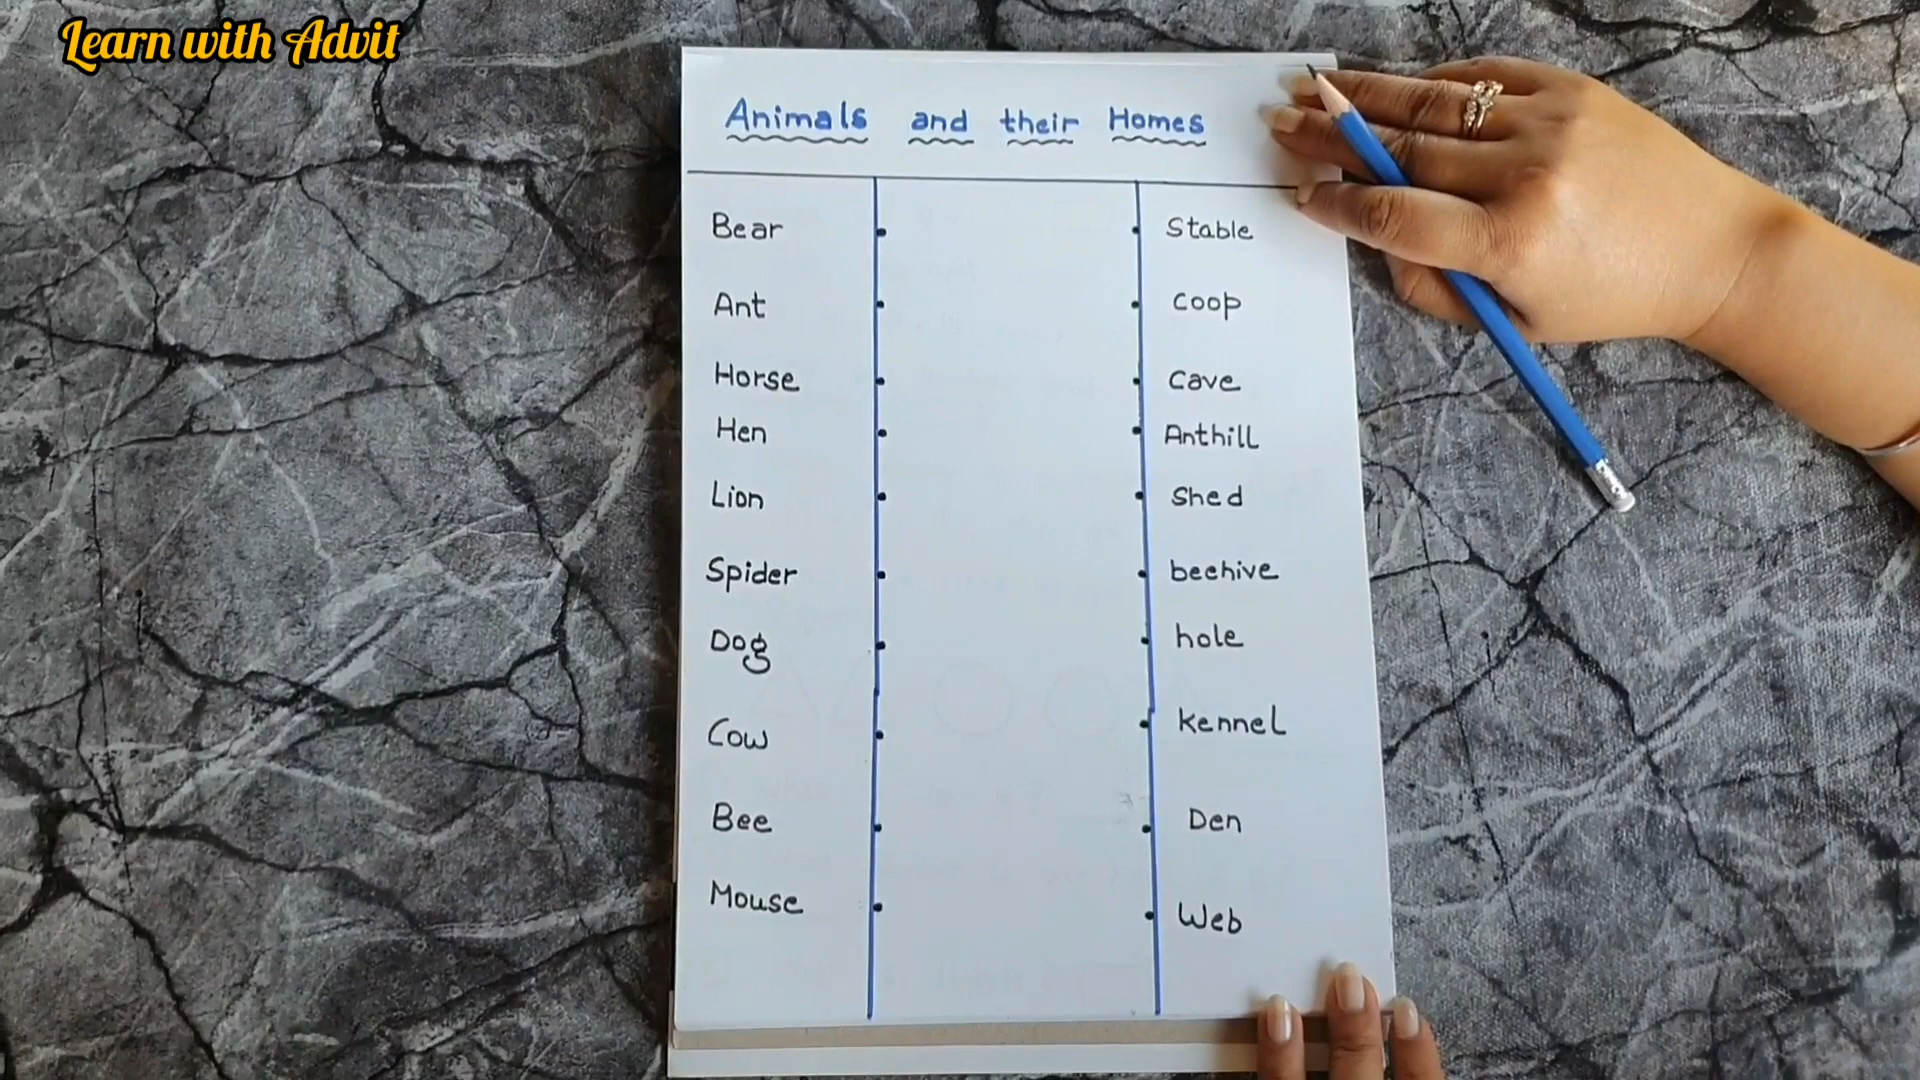 Learn with Advit
Animals and their Homes
Bear Stable
Ant Coop
Horse Cave
Hen Anthill
Lion Shed
Spider beehive
Dog hole
Cow Kennel
Bee Den
Mouse Web